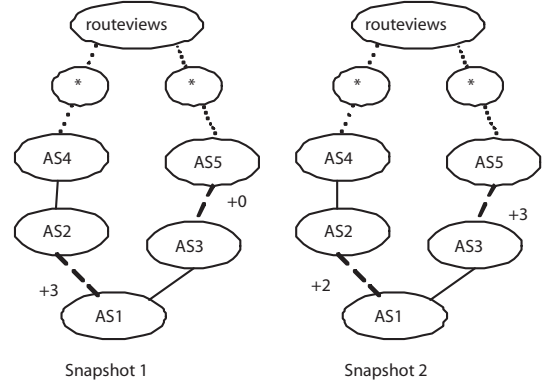 routeviews
*
*
AS4
AS5
+0
AS2
AS3
+3
AS1
Snapshot 1
routeviews
*
*
AS4
AS5
+3
AS2
AS3
+2
AS1
Snapshot 2